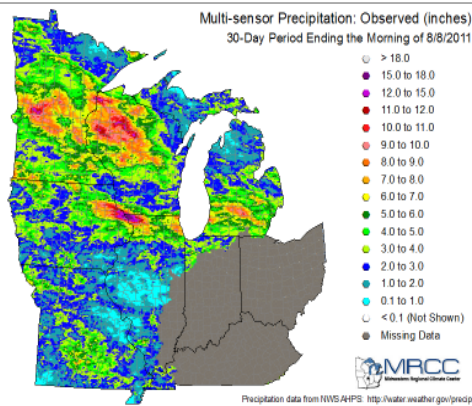 Multi-sensor Precipitation: Observed (inches)
30-Day Period Ending the Morning of 8/8/2011
> 18.0
15.0 to 18.0
12.0 to 15.0
11.0 to 12.0
10.0 to 11.0
9.0 to 10.0
8.0 to 9.0
7.0 to 8.0
6.0 to 7.0
5.0 to 6.0
4.0 to 5.0
3.0 to 4.0
2.0 to 3.0
1.0 to 2.0
0.1 to 1.0
< 0.1 (Not Shown)
Missing Data
MRCC
Midwestern Regional Climate Center
Precipitation data from NWS AHPS: http://water.weather.gov/precip